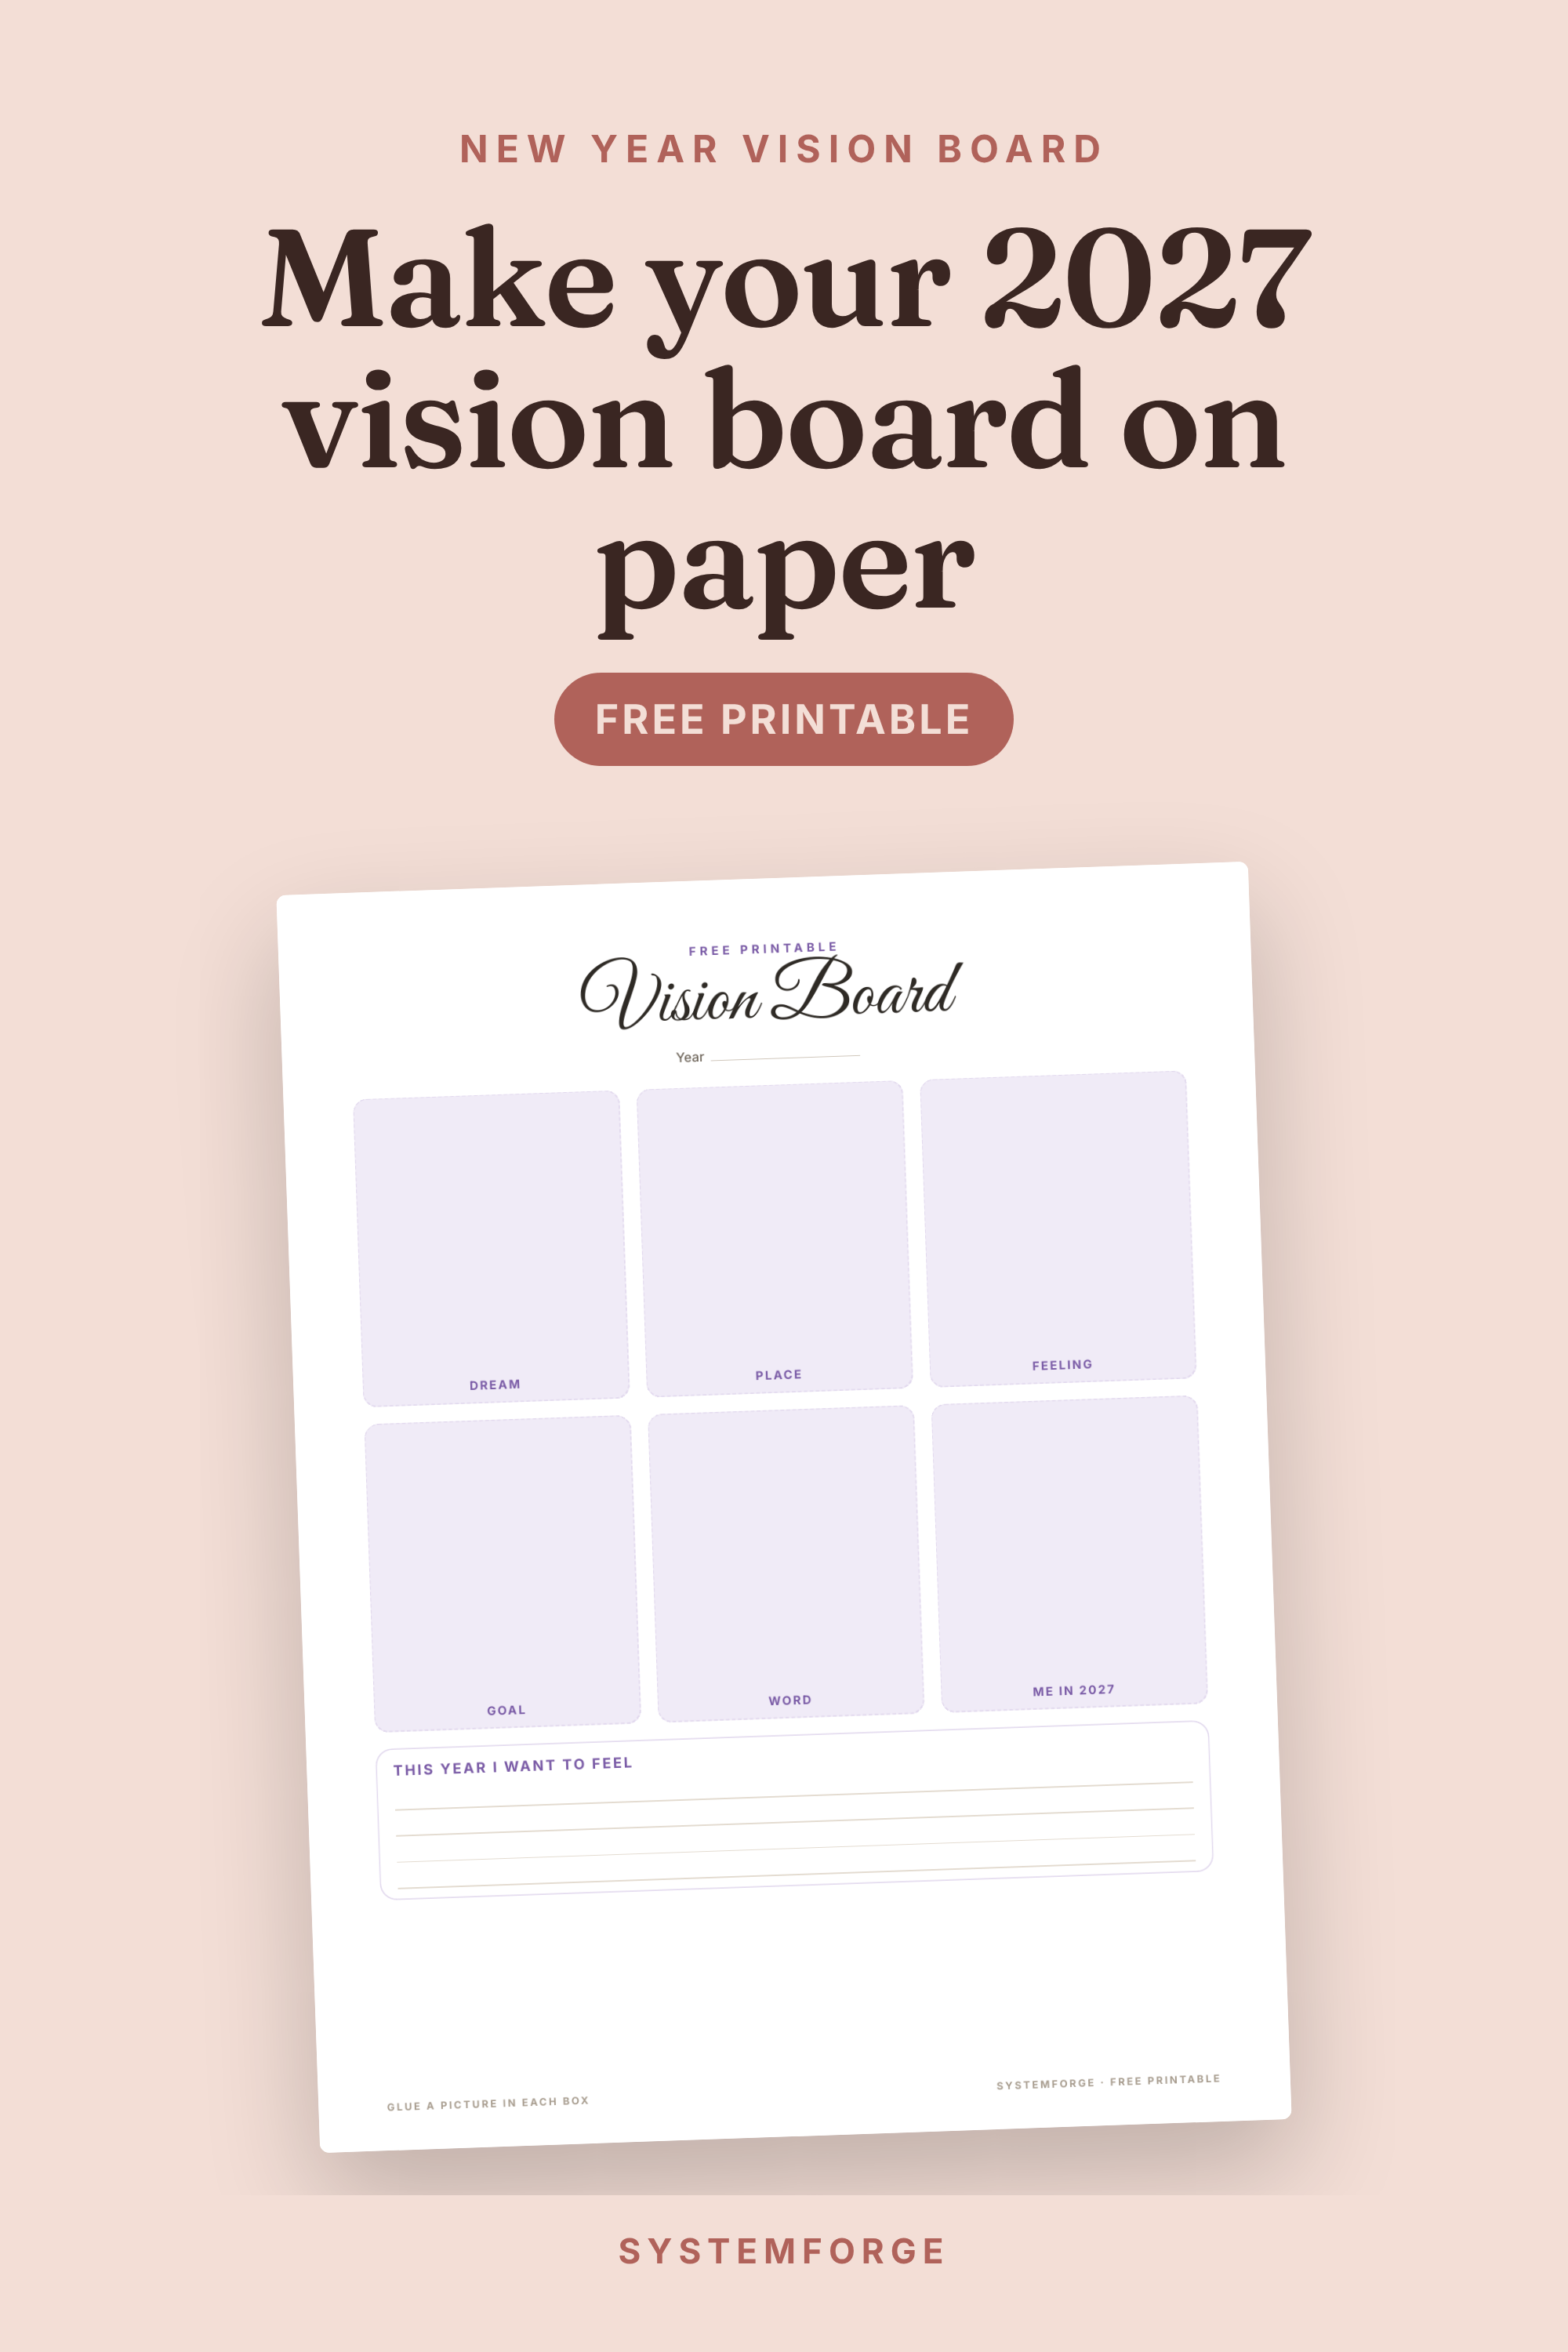 NEW YEAR VISION BOARD
Make your 2027
vision board on
paper
FREE PRINTABLE
FREE PRINTABLE
Vision Board
Year
DREAM
PLACE
FEELING
GOAL
WORD
ME IN 2027
THIS YEAR I WANT TO FEEL
GLUE A PICTURE IN EACH BOX
SYSTEMFORGE · FREE PRINTABLE
SYSTEMFORGE